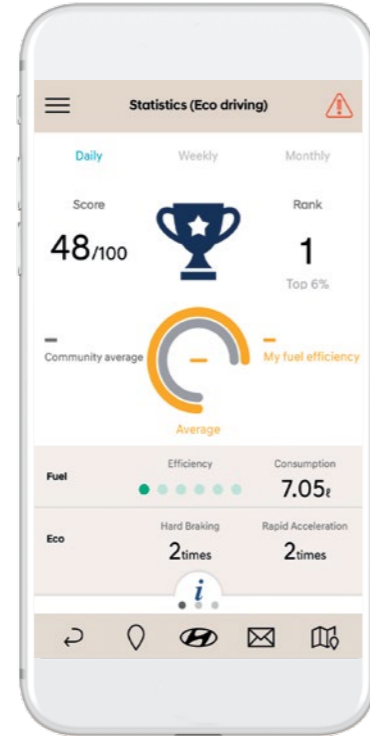 Statistics (Eco driving)
Daily Weekly Monthly
Score Rank
48/100 1
Top 6%
– Community average
– My fuel efficiency
–
Average
Fuel Efficiency Consumption
7.05ℓ
Eco Hard Braking Rapid Acceleration
2times 2times
i